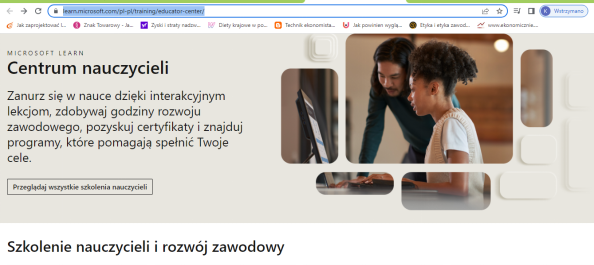 learn.microsoft.com/pl-pl/training/educator-center/
K Wstrzymano
Jak zaprojektować l...
Znak Towarowy - Ja...
Zyski i straty nadzw...
Diety krajowe w po...
Technik ekonomista...
Jak powinien wygla...
Etyka i etyka zawod...
www.ekonomicznie...
MICROSOFT LEARN
Centrum nauczycieli
Zanurz się w nauce dzięki interakcyjnym
lekcjom, zdobywaj godziny rozwoju
zawodowego, pozyskuj certyfikaty i znajduj
programy, które pomagają spełnić Twoje
cele.
Przeglądaj wszystkie szkolenia nauczycieli
Szkolenie nauczycieli i rozwój zawodowy